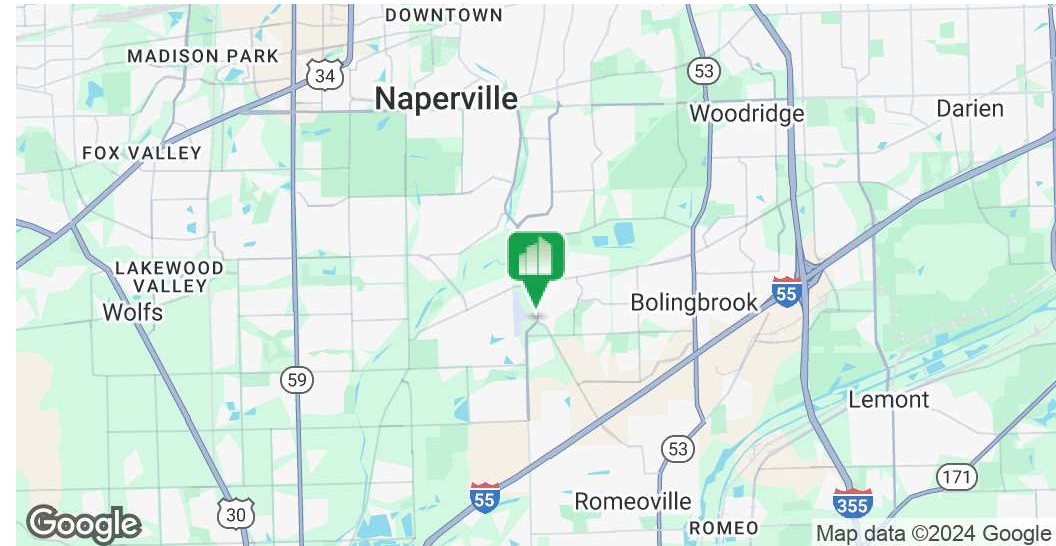 DOWNTOWN
MADISON PARK
34
53
Naperville
Woodridge
Darien
FOX VALLEY
LAKEWOOD
VALLEY
Wolfs
Bolingbrook
55
59
Lemont
53
171
55
Romeoville
355
30
ROMEO
Google
Map data ©2024 Google